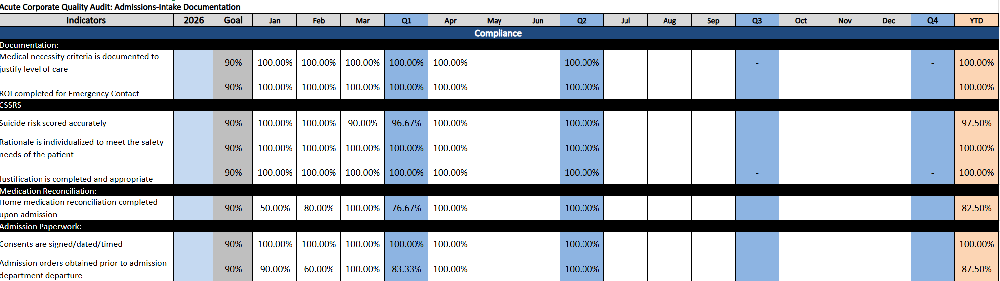 Acute Corporate Quality Audit: Admissions-Intake Documentation
Indicators 2026 Goal Jan Feb Mar Q1 Apr May Jun Q2 Jul Aug Sep Q3 Oct Nov Dec Q4 YTD
Compliance
Documentation:
Medical necessity criteria is documented to
justify level of care
90% 100.00% 100.00% 100.00% 100.00% 100.00% 100.00% - - 100.00%
ROI completed for Emergency Contact
90% 100.00% 100.00% 100.00% 100.00% 100.00% 100.00% - - 100.00%
CSSRS
Suicide risk scored accurately
90% 100.00% 100.00% 90.00% 96.67% 100.00% 100.00% - - 97.50%
Rationale is individualized to meet the safety
needs of the patient
90% 100.00% 100.00% 100.00% 100.00% 100.00% 100.00% - - 100.00%
Justification is completed and appropriate
90% 100.00% 100.00% 100.00% 100.00% 100.00% 100.00% - - 100.00%
Medication Reconciliation:
Home medication reconciliation completed
upon admission
90% 50.00% 80.00% 100.00% 76.67% 100.00% 100.00% - - 82.50%
Admission Paperwork:
Consents are signed/dated/timed
90% 100.00% 100.00% 100.00% 100.00% 100.00% 100.00% - - 100.00%
Admission orders obtained prior to admission
department departure
90% 90.00% 60.00% 100.00% 83.33% 100.00% 100.00% - - 87.50%